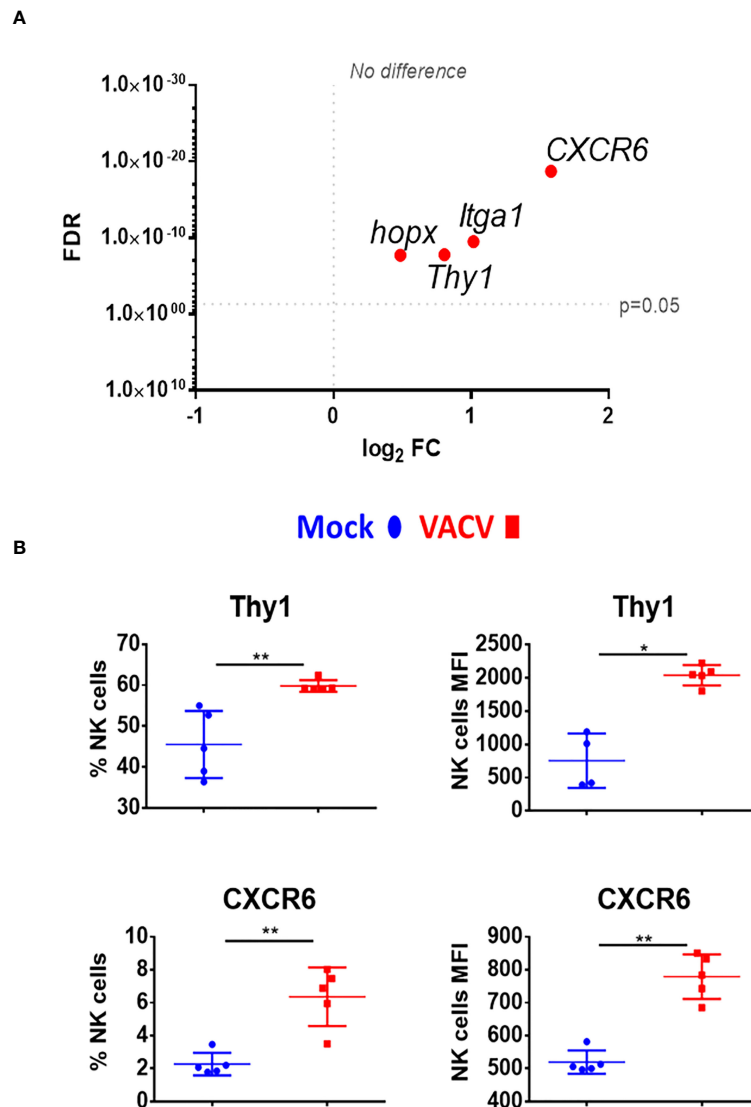 A
No difference
1.0×10 -30
1.0×10 -20
1.0×10 -10
1.0×10 00
1.0×10 10
FDR
CXCR6
Itga1
hopx
Thy1
p=0.05
-1 0 1 2
log2 FC
Mock VACV
B
Thy1
70
60
50
40
30
% NK cells
**
Thy1
2500
2000
1500
1000
500
0
NK cells MFI
*
CXCR6
10
8
6
4
2
0
% NK cells
**
CXCR6
900
800
700
600
500
400
NK cells MFI
**